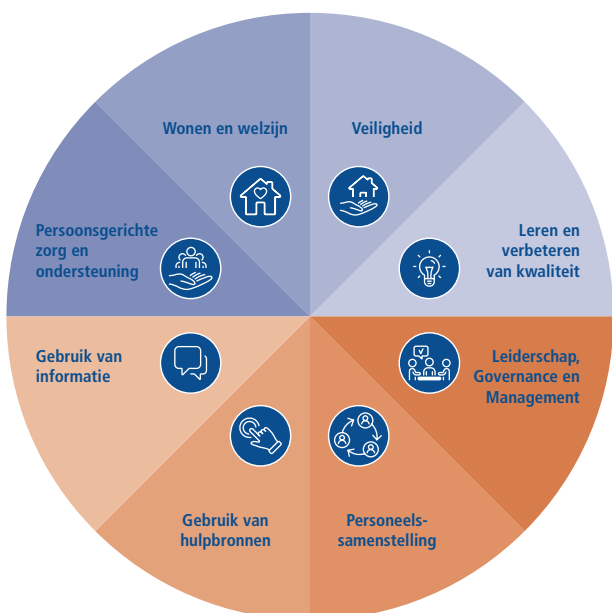 Wonen en welzijn
Veiligheid
Persoonsgerichte
zorg en
ondersteuning
Leren en
verbeteren
van kwaliteit
Gebruik van
informatie
Leiderschap,
Governance en
Management
Gebruik van
hulpbronnen
Personeels-
samenstelling